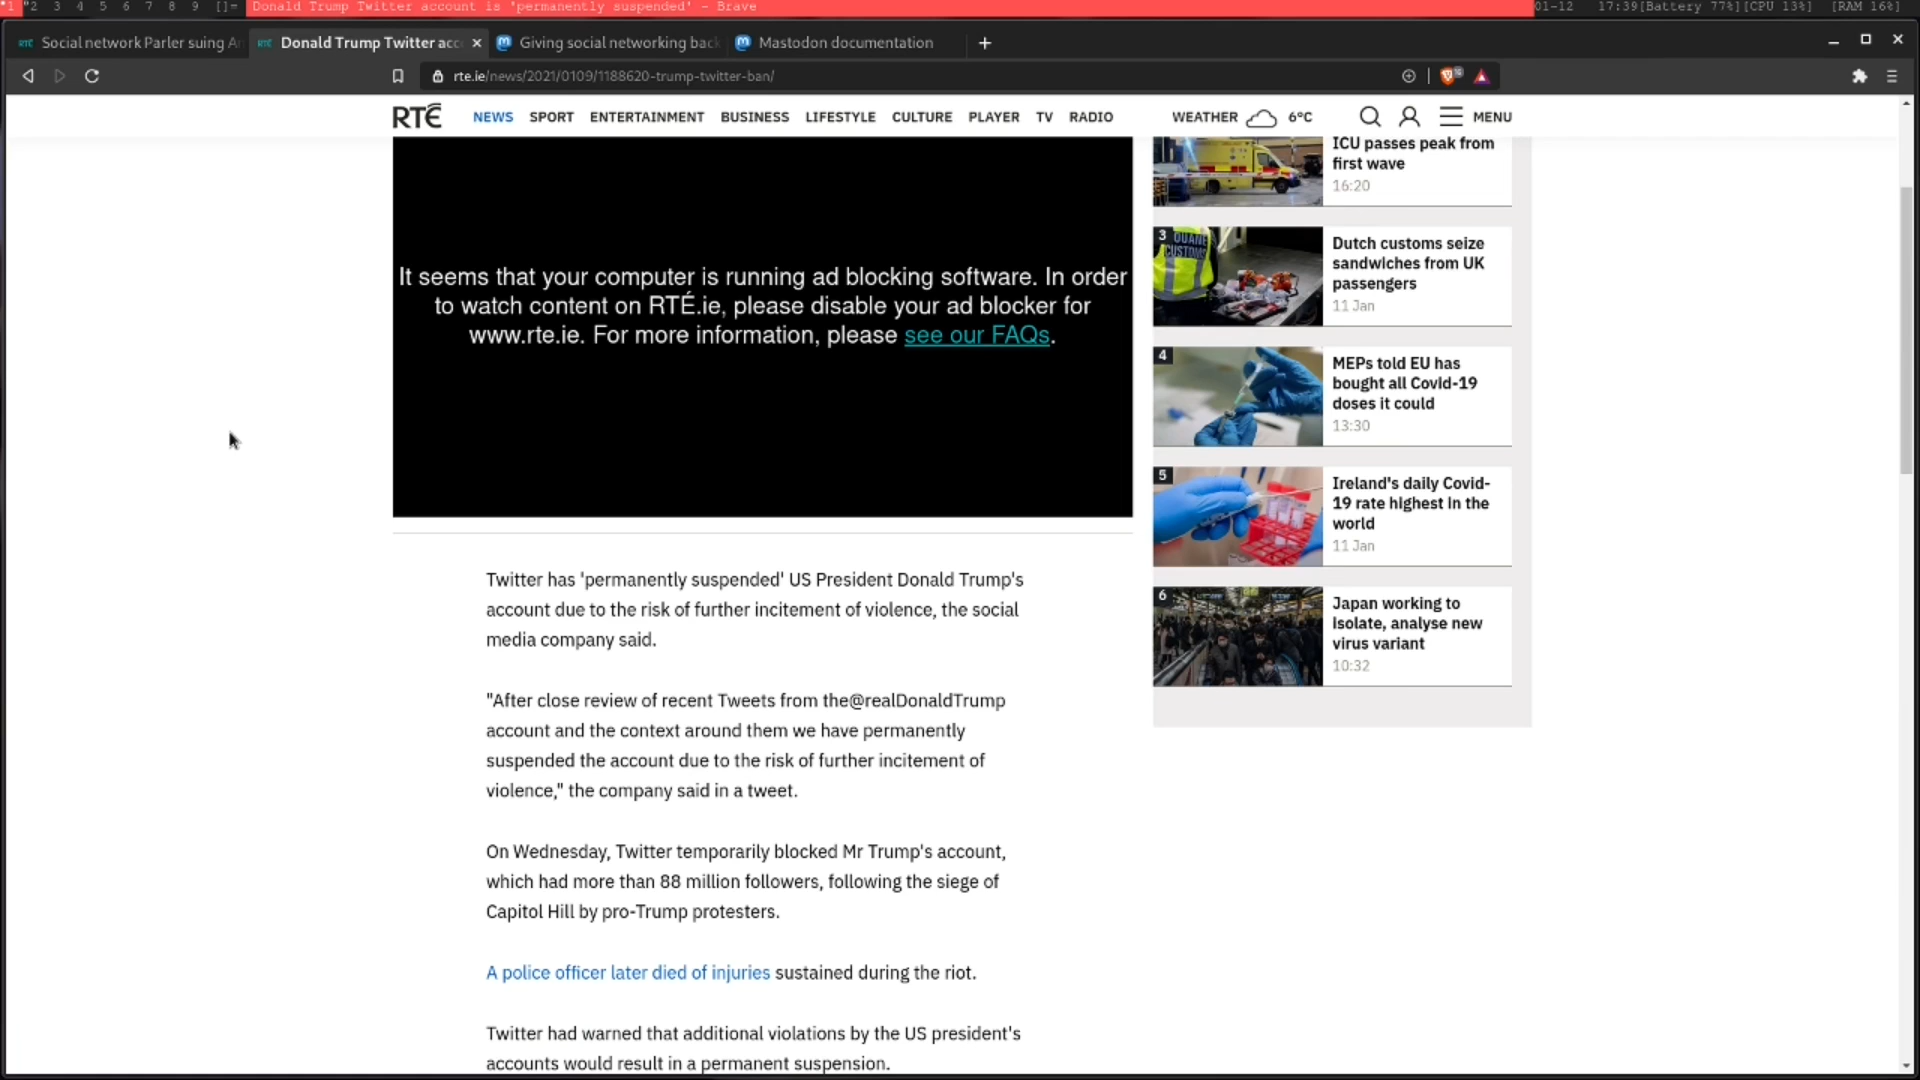 *1 "2 3 4 5 6 7 8 9 []= Donald Trump Twitter account is 'permanently suspended' - Brave 01-12 17:39[Battery 77%][CPU 13%] [RAM 16%]
Social network Parler suing A Donald Trump Twitter acc Giving social networking back Mastodon documentation
rte.ie/news/2021/0109/1188620-trump-twitter-ban/
RTÉ NEWS SPORT ENTERTAINMENT BUSINESS LIFESTYLE CULTURE PLAYER TV RADIO WEATHER 6°C MENU
It seems that your computer is running ad blocking software. In order
to watch content on RTÉ.ie, please disable your ad blocker for
www.rte.ie. For more information, please see our FAQs.
Twitter has 'permanently suspended' US President Donald Trump's
account due to the risk of further incitement of violence, the social
media company said.
"After close review of recent Tweets from the@realDonaldTrump
account and the context around them we have permanently
suspended the account due to the risk of further incitement of
violence," the company said in a tweet.
On Wednesday, Twitter temporarily blocked Mr Trump's account,
which had more than 88 million followers, following the siege of
Capitol Hill by pro-Trump protesters.
A police officer later died of injuries sustained during the riot.
Twitter had warned that additional violations by the US president's
accounts would result in a permanent suspension.
ICU passes peak from
first wave
16:20
3
DOUANE
CUSTOMS
Dutch customs seize
sandwiches from UK
passengers
11 Jan
4
MEPs told EU has
bought all Covid-19
doses it could
13:30
5
Ireland's daily Covid-
19 rate highest in the
world
11 Jan
6
Japan working to
isolate, analyse new
virus variant
10:32